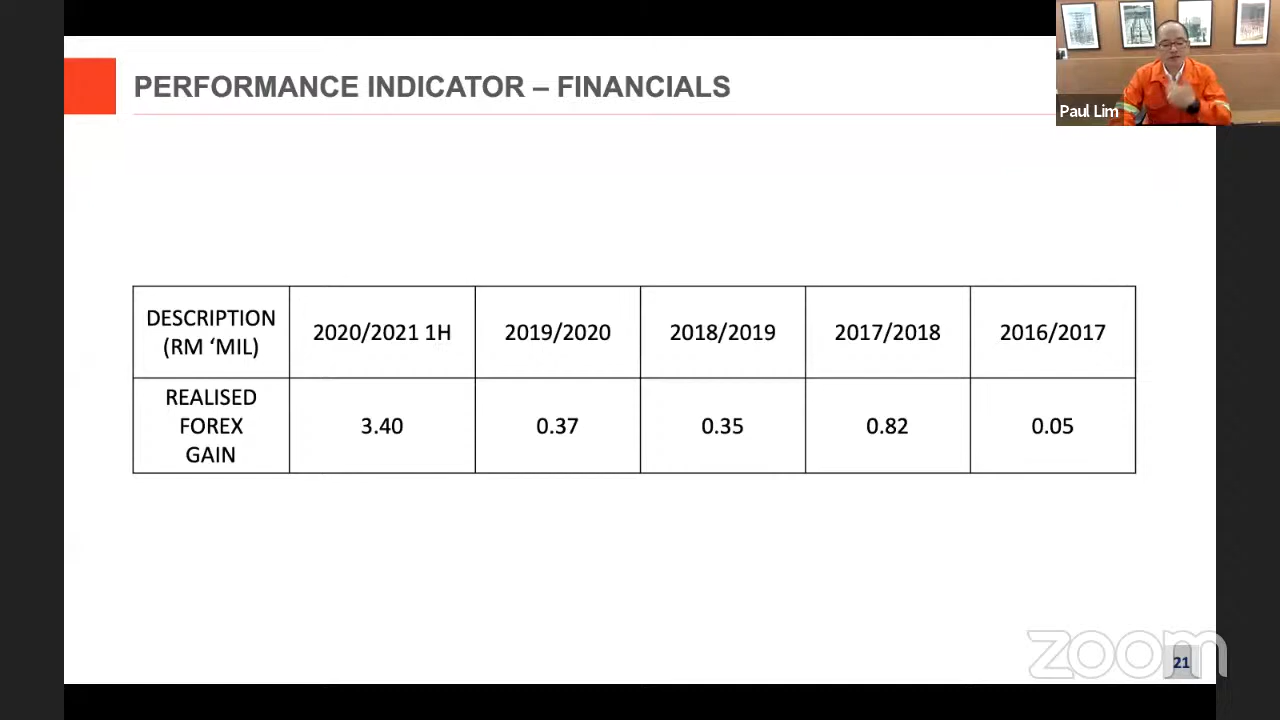 PERFORMANCE INDICATOR – FINANCIALS
Paul Lim
DESCRIPTION
(RM ‘MIL)
2020/2021 1H
2019/2020
2018/2019
2017/2018
2016/2017
REALISED
FOREX
GAIN
3.40
0.37
0.35
0.82
0.05
zoom
21